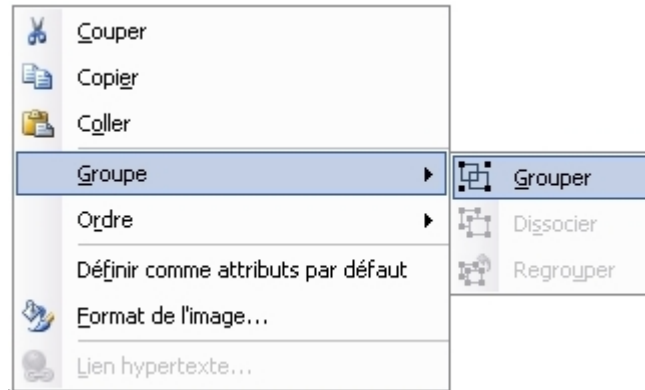 Couper
Copier
Coller
Groupe
Ordre
Définir comme attributs par défaut
Format de l'image...
Lien hypertexte...
Grouper
Dissocier
Regrouper